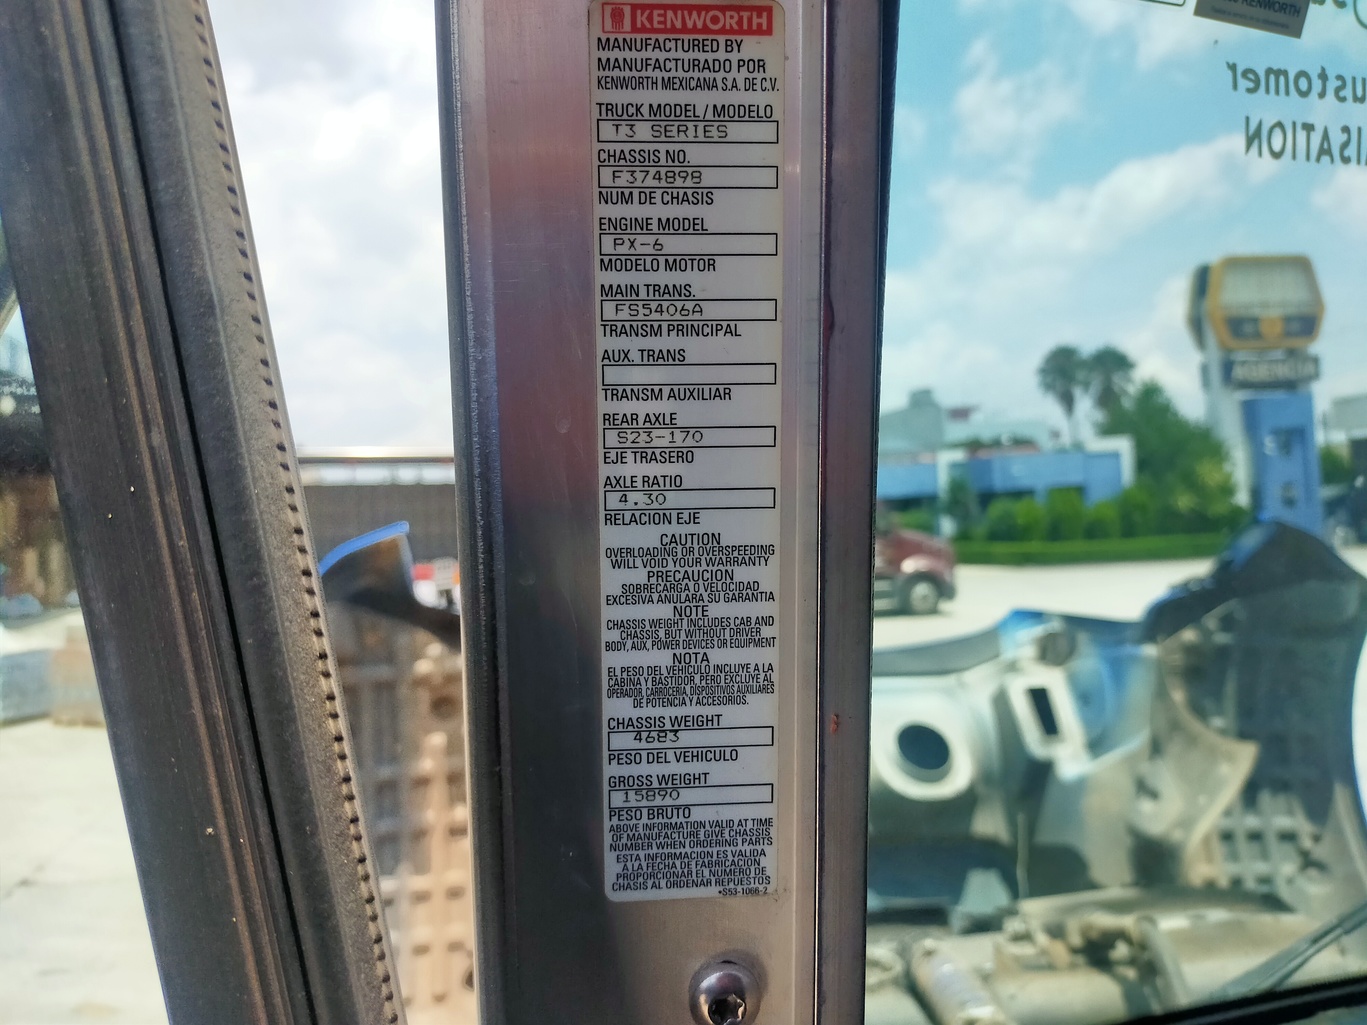 KENWORTH
MANUFACTURED BY
MANUFACTURADO POR
KENWORTH MEXICANA S.A. DE C.V.
TRUCK MODEL / MODELO
T3 SERIES
CHASSIS NO.
F374898
NUM DE CHASIS
ENGINE MODEL
PX-6
MODELO MOTOR
MAIN TRANS.
FS5406A
TRANSM PRINCIPAL
AUX. TRANS
TRANSM AUXILIAR
REAR AXLE
S23-170
EJE TRASERO
AXLE RATIO
4.30
RELACION EJE
CAUTION
OVERLOADING OR OVERSPEEDING
WILL VOID YOUR WARRANTY
PRECAUCION
SOBRECARGA O VELOCIDAD
EXCESIVA ANULARA SU GARANTIA
NOTE
CHASSIS WEIGHT INCLUDES CAB AND
CHASSIS, BUT WITHOUT DRIVER
BODY, AUX, POWER DEVICES OR EQUIPMENT
NOTA
EL PESO DEL VEHICULO INCLUYE A LA
CABINA Y BASTIDOR, PERO EXCLUYE AL
OPERADOR, CARROCERIA, DISPOSITIVOS AUXILIARES
DE POTENCIA Y ACCESORIOS.
CHASSIS WEIGHT
4683
PESO DEL VEHICULO
GROSS WEIGHT
15890
PESO BRUTO
ABOVE INFORMATION VALID AT TIME
OF MANUFACTURE GIVE CHASSIS
NUMBER WHEN ORDERING PARTS
ESTA INFORMACION ES VALIDA
A LA FECHA DE FABRICACION
PROPORCIONAR EL NUMERO DE
CHASIS AL ORDENAR REPUESTOS
•S53-1066-2
KENWORTH
ustomer
LISATION
AGENCIA